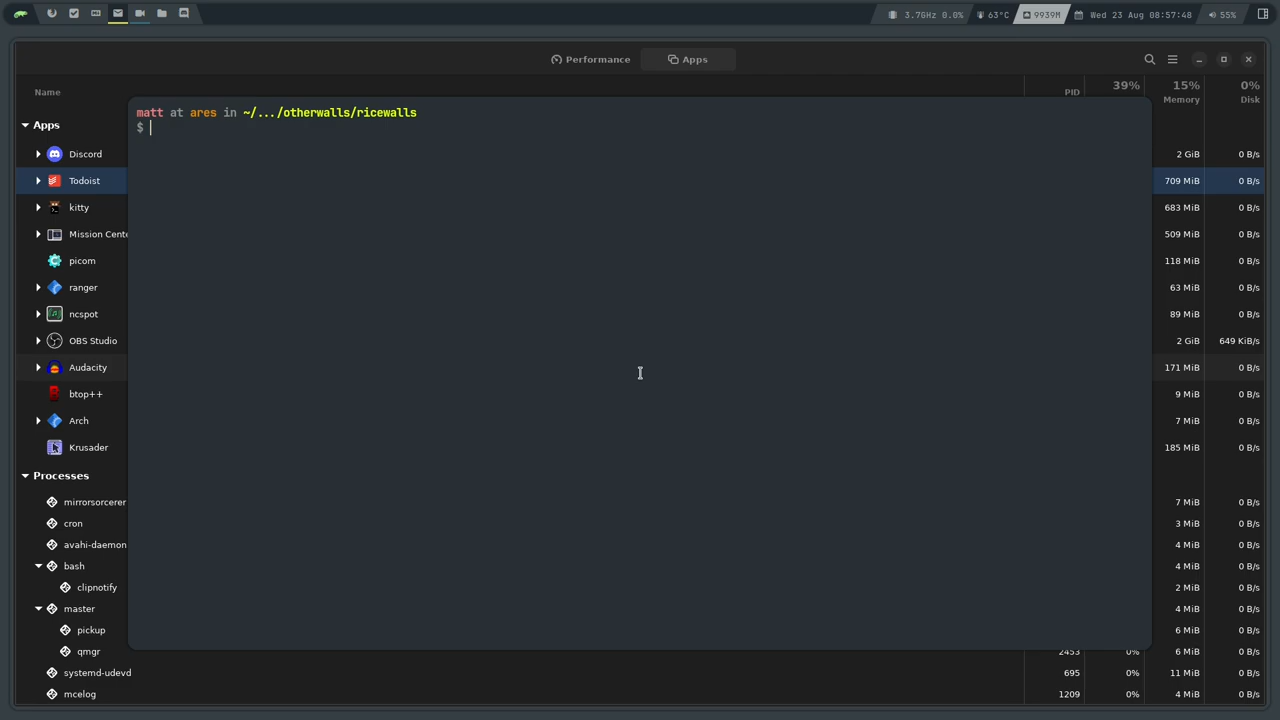 3.7GHz 0.0% 63°C 9939M Wed 23 Aug 08:57:48 55%
Performance Apps
Name PID 39% Memory 15% Disk 0%
matt at ares in ~/.../otherwalls/ricewalls
$
Apps
Discord 2 GiB 0 B/s
Todoist 709 MiB 0 B/s
kitty 683 MiB 0 B/s
Mission Cente 509 MiB 0 B/s
picom 118 MiB 0 B/s
ranger 63 MiB 0 B/s
ncspot 89 MiB 0 B/s
OBS Studio 2 GiB 649 KiB/s
Audacity 171 MiB 0 B/s
btop++ 9 MiB 0 B/s
Arch 7 MiB 0 B/s
Krusader 185 MiB 0 B/s
Processes
mirrorsorcerer 7 MiB 0 B/s
cron 3 MiB 0 B/s
avahi-daemon 4 MiB 0 B/s
bash 4 MiB 0 B/s
clipnotify 2 MiB 0 B/s
master 4 MiB 0 B/s
pickup 6 MiB 0 B/s
qmgr 2453 0% 6 MiB 0 B/s
systemd-udevd 695 0% 11 MiB 0 B/s
mcelog 1209 0% 4 MiB 0 B/s